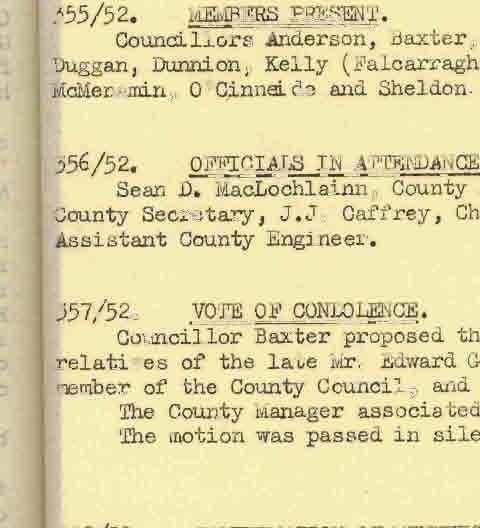 355/52. MEMBERS PRESENT.
Councillors Anderson, Baxter,
Duggan, Dunnion, Kelly (Falcarragh
McMenamin, O'Cinneide and Sheldon.
356/52. OFFICIALS IN ATTENDANCE
Sean D. MacLochlainn, County
County Secretary, J.J. Caffrey, Ch
Assistant County Engineer.
357/52. VOTE OF CONDOLENCE.
Councillor Baxter proposed th
relatives of the late Mr. Edward G
member of the County Council, and
The County Manager associated
The motion was passed in sile